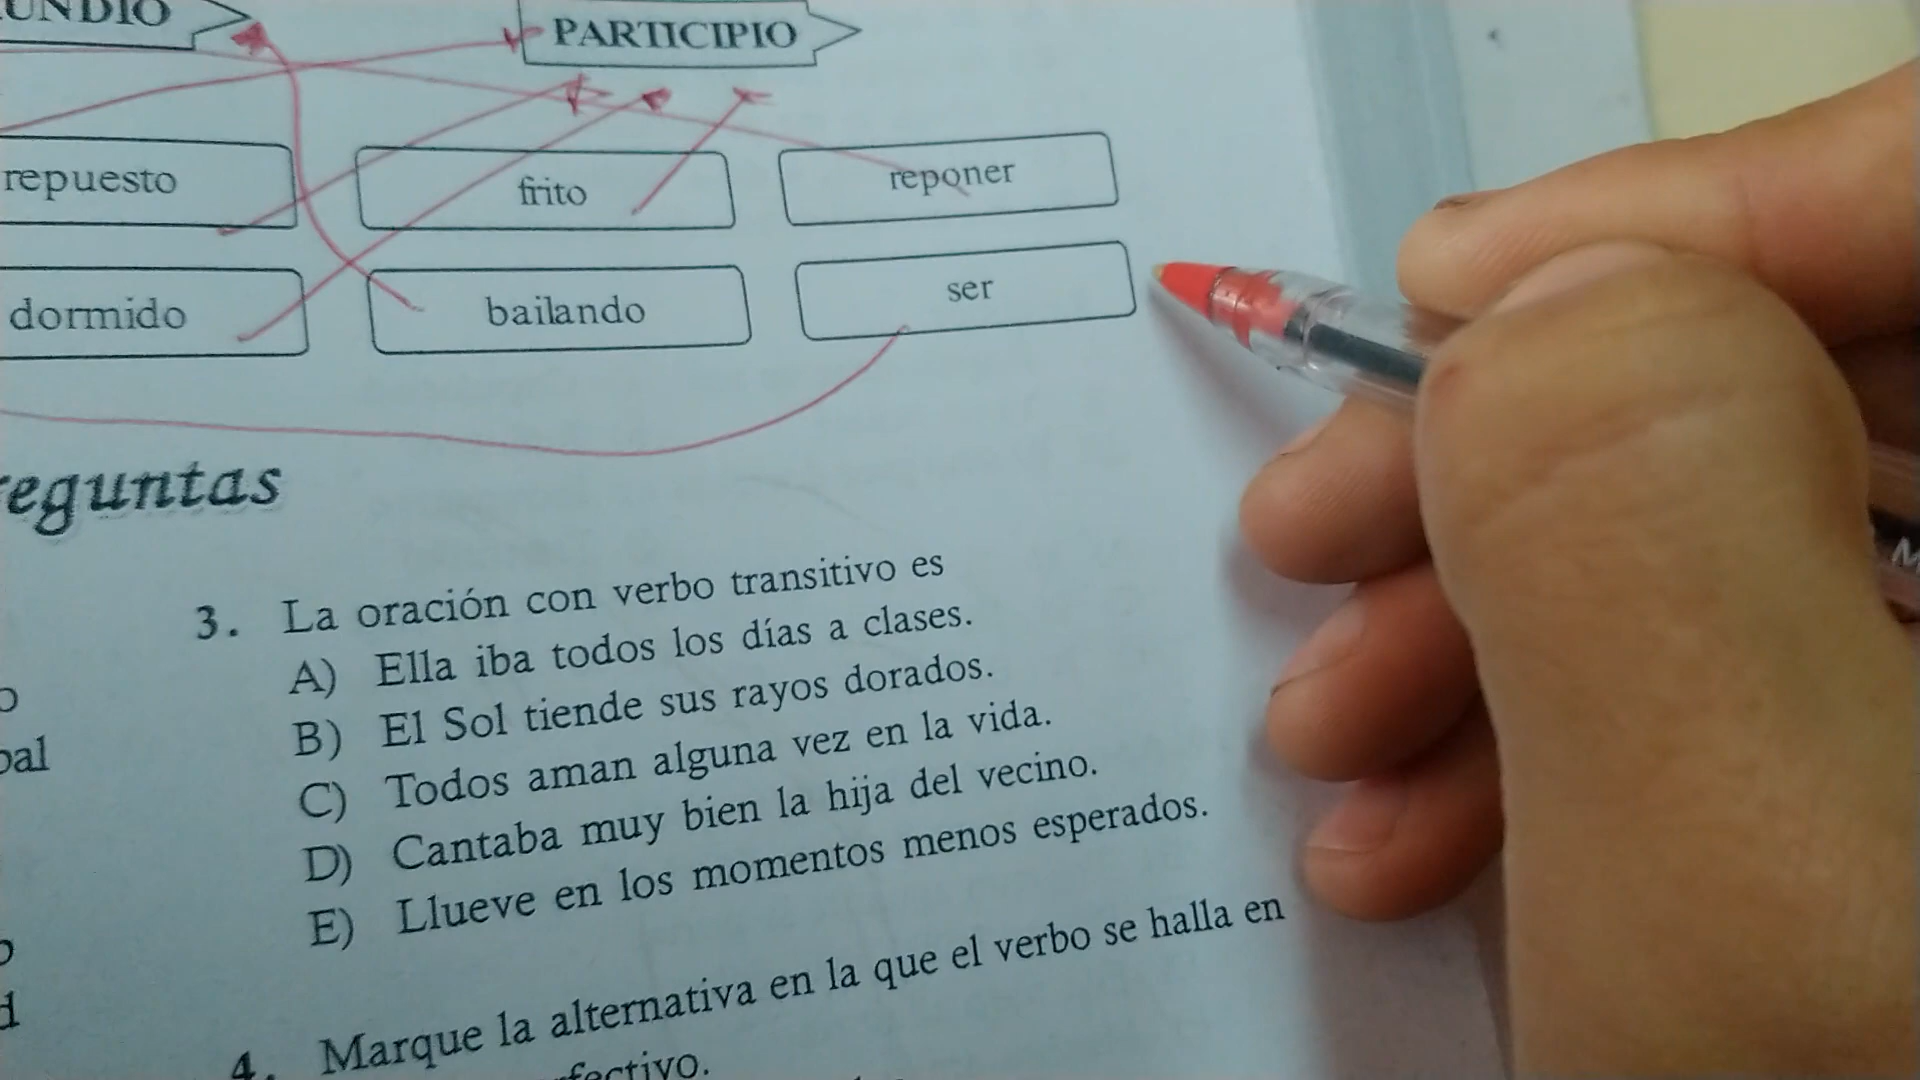 PARTICIPIO
repuesto
frito
reponer
dormido
bailando
ser
3. La oración con verbo transitivo es
A) Ella iba todos los días a clases.
B) El Sol tiende sus rayos dorados.
C) Todos aman alguna vez en la vida.
D) Cantaba muy bien la hija del vecino.
E) Llueve en los momentos menos esperados.
4. Marque la alternativa en la que el verbo se halla en